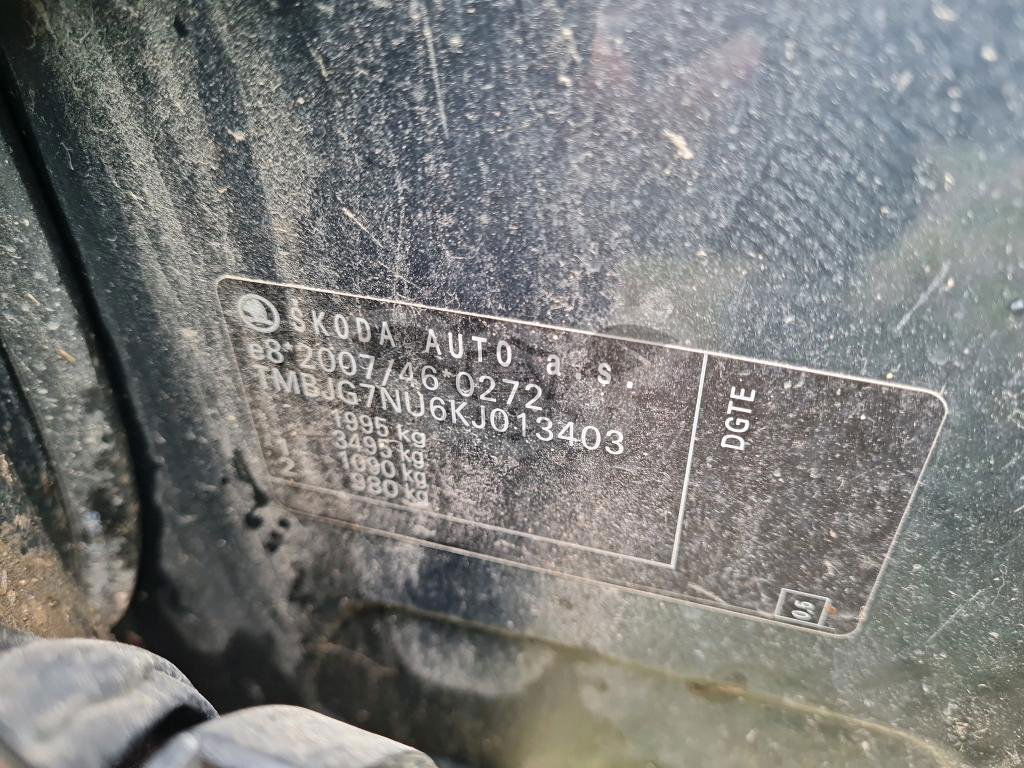 ŠKODA AUTO a.s.
e8*2007/46*0272
TMBJG7NU6KJ013403
1995 kg
3495 kg
1 1090 kg
2 980 kg
DGTE